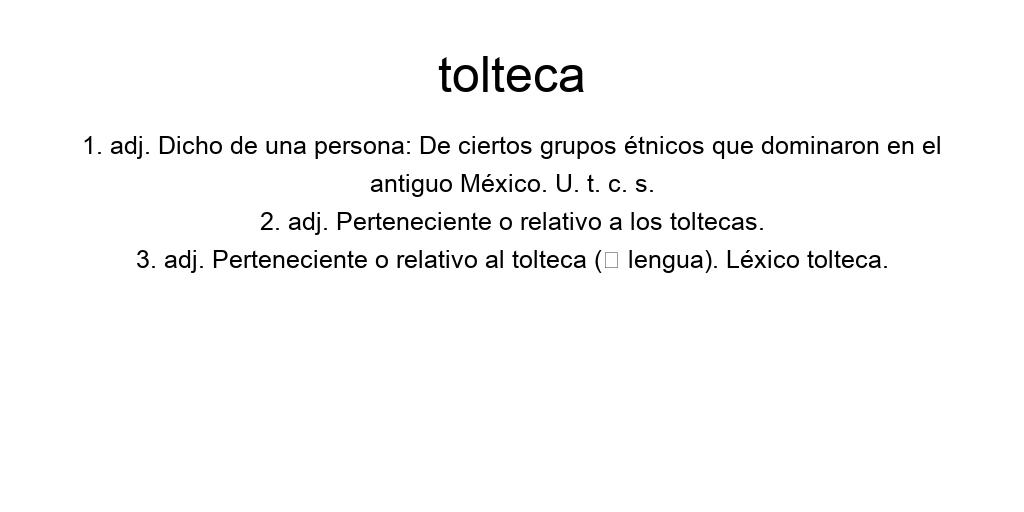 tolteca
1. adj. Dicho de una persona: De ciertos grupos étnicos que dominaron en el
antiguo México. U. t. c. s.
2. adj. Perteneciente o relativo a los toltecas.
3. adj. Perteneciente o relativo al tolteca (□ lengua). Léxico tolteca.